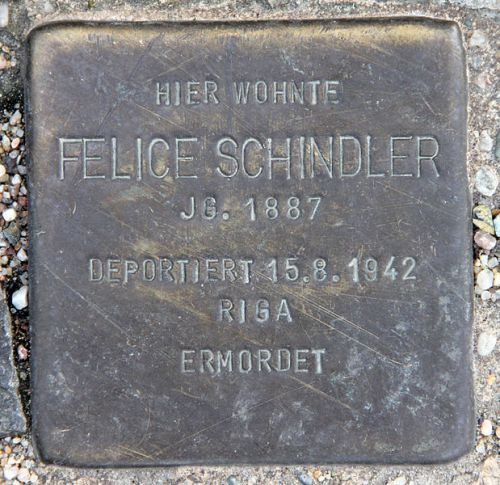 HIER WOHNTE
FELICE SCHINDLER
JG. 1887
DEPORTIERT 15.8.1942
RIGA
ERMORDET